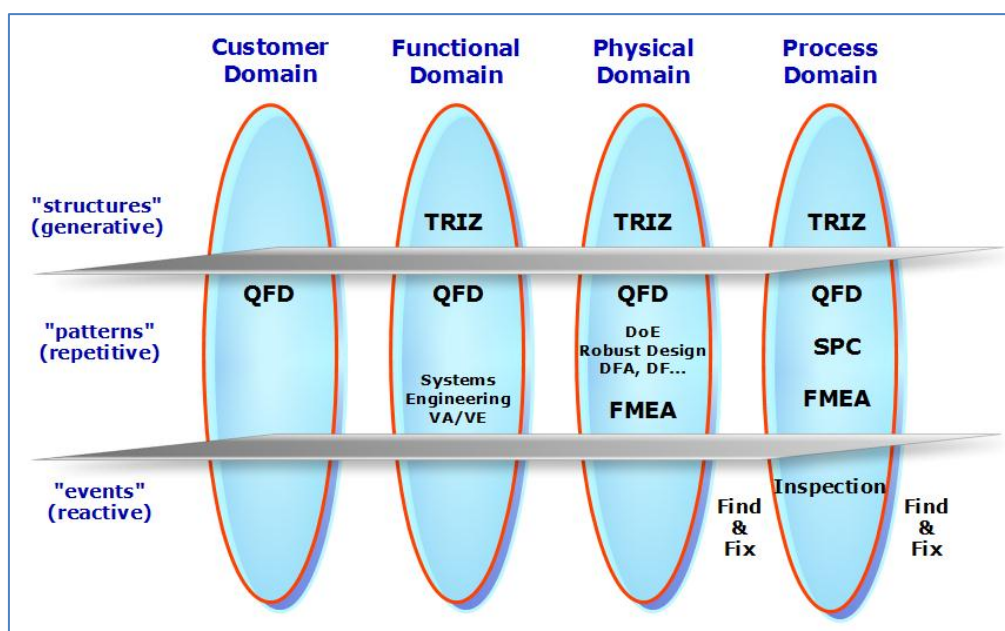 Customer
Domain
Functional
Domain
Physical
Domain
Process
Domain
"structures"
(generative)
TRIZ
TRIZ
TRIZ
"patterns"
(repetitive)
QFD
QFD
Systems
Engineering
VA/VE
QFD
DoE
Robust Design
DFA, DF...
FMEA
QFD
SPC
FMEA
"events"
(reactive)
Find
&
Fix
Inspection
Find
&
Fix